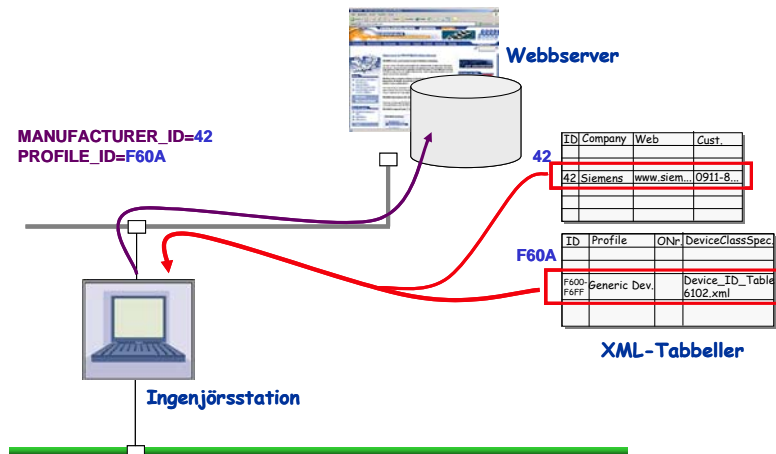 Webbserver
MANUFACTURER_ID=42
PROFILE_ID=F60A
42
ID Company Web Cust.
42 Siemens www.siem... 0911-8...
F60A
ID Profile ONr. DeviceClassSpec.
F600-F6FF Generic Dev. Device_ID_Table
6102.xml
XML-Tabbeller
Ingenjörsstation